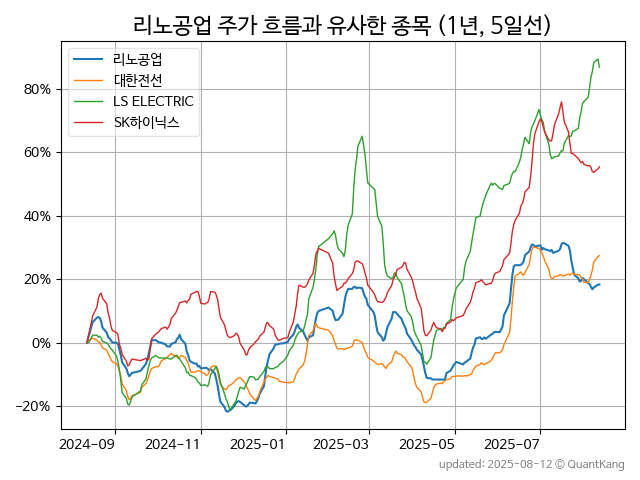 리노공업 주가 흐름과 유사한 종목 (1년, 5일선)
리노공업
대한전선
LS ELECTRIC
SK하이닉스
80%
60%
40%
20%
0%
−20%
2024-09
2024-11
2025-01
2025-03
2025-05
2025-07
updated: 2025-08-12 © QuantKang